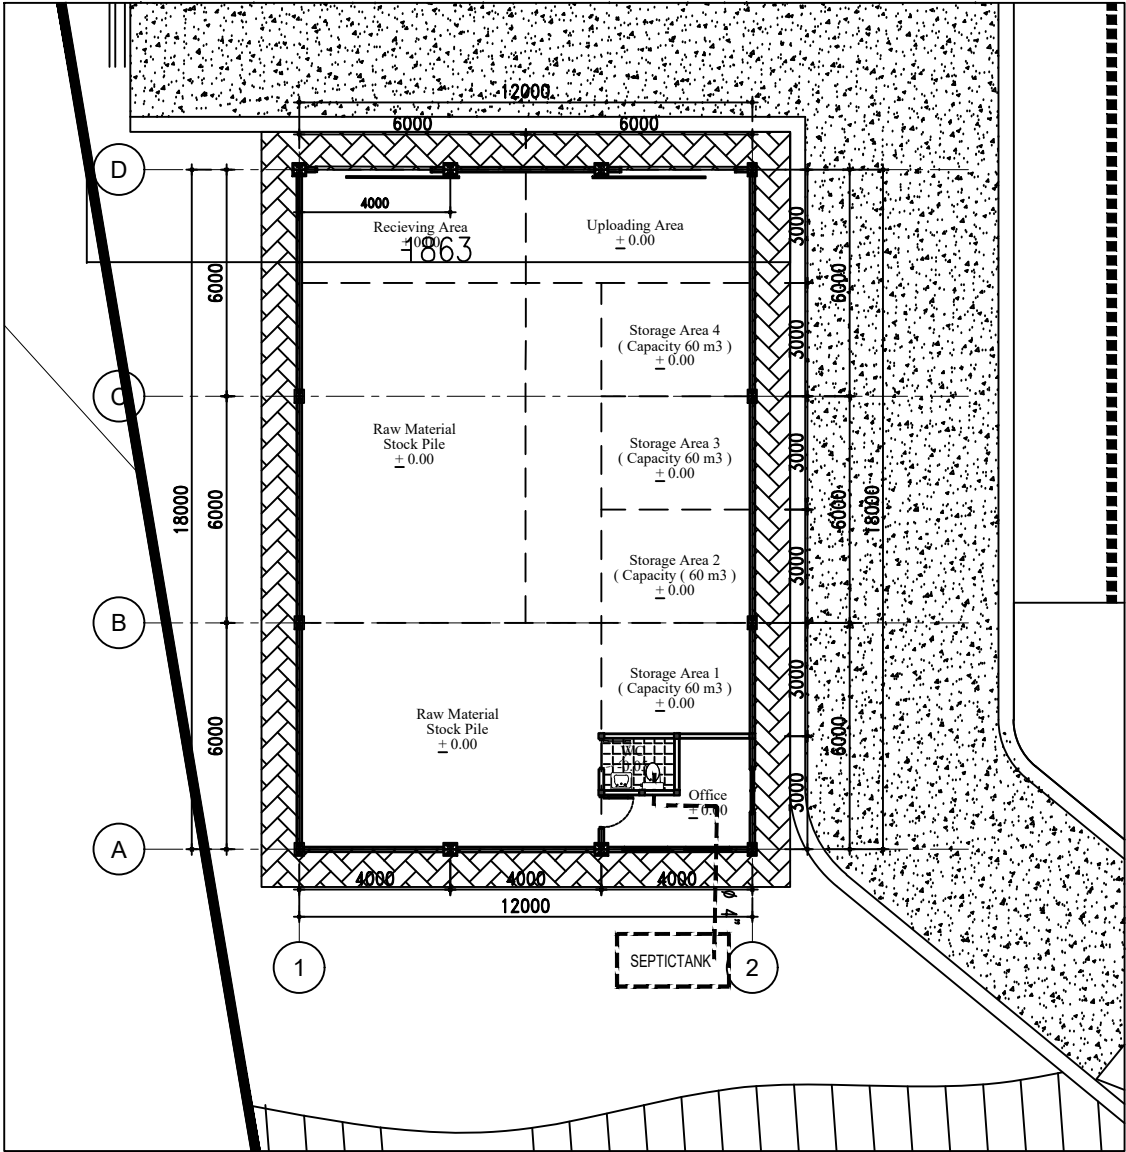 12000
6000
6000
D
4000
Recieving Area
+ 0.00
1863
Uploading Area
+ 0.00
3000
6000
6000
Storage Area 4
( Capacity 60 m3 )
+ 0.00
3000
C
Raw Material
Stock Pile
+ 0.00
Storage Area 3
( Capacity 60 m3 )
+ 0.00
3000
18000
6000
6000
18000
Storage Area 2
( Capacity ( 60 m3 )
+ 0.00
3000
B
Storage Area 1
( Capacity 60 m3 )
+ 0.00
3000
Raw Material
Stock Pile
+ 0.00
6000
6000
WC
Office
+ 0.00
3000
A
4000
4000
4000
12000
Ø 4"
1
SEPTICTANK
2